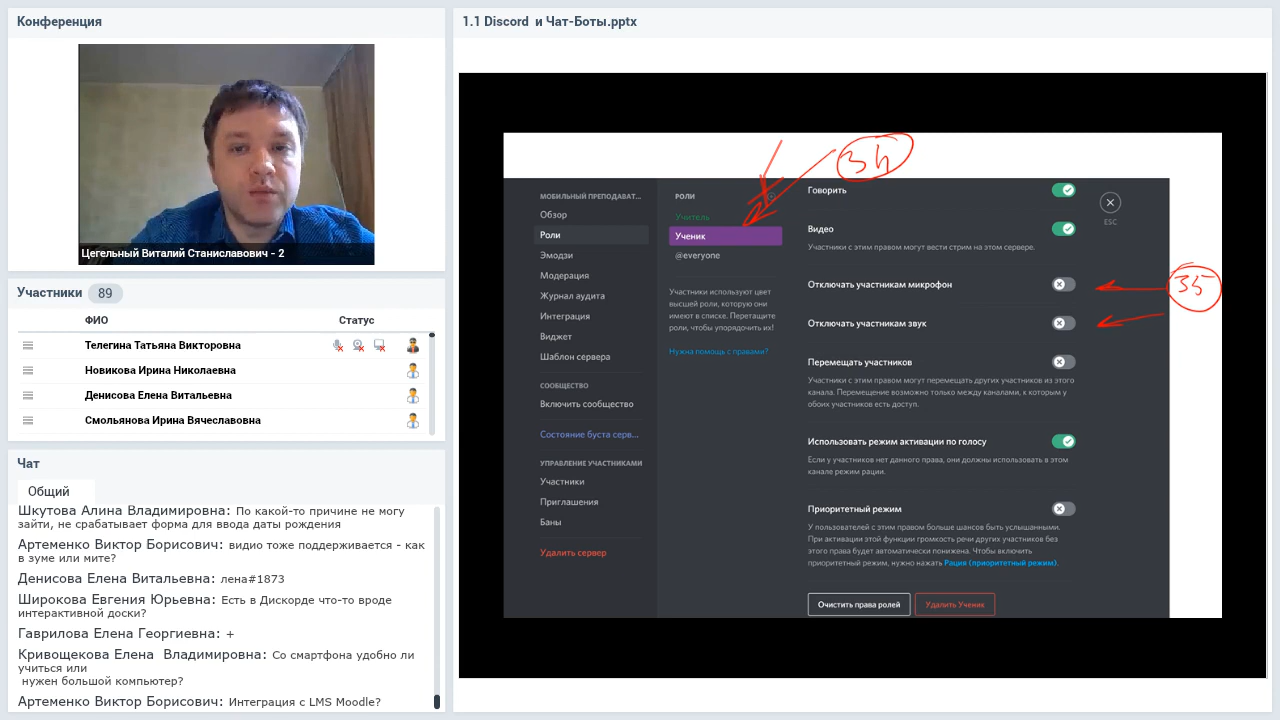 Конференция
Цегельный Виталий Станиславович - 2
Участники 89
ФИО Статус
Телегина Татьяна Викторовна
Новикова Ирина Николаевна
Денисова Елена Витальевна
Смольянова Ирина Вячеславовна
Чат
Общий
Шкутова Алина Владимировна: По какой-то причине не могу
зайти, не срабатывает форма для ввода даты рождения
Артеменко Виктор Борисович: видио тоже поддерживается - как
в зуме или мите?
Денисова Елена Витальевна: лена#1873
Широкова Евгения Юрьевна: Есть в Дискорде что-то вроде
интерактивной доски?
Гаврилова Елена Георгиевна: +
Кривощекова Елена Владимировна: Со смартфона удобно ли
учиться или
нужен большой компьютер?
Артеменко Виктор Борисович: Интеграция с LMS Moodle?
1.1 Discord и Чат-Боты.pptx
МОБИЛЬНЫЙ ПРЕПОДАВАТ...
Обзор
Роли
Эмодзи
Модерация
Журнал аудита
Интеграция
Виджет
Шаблон сервера
СООБЩЕСТВО
Включить сообщество
Состояние буста серв...
УПРАВЛЕНИЕ УЧАСТНИКАМИ
Участники
Приглашения
Баны
Удалить сервер
РОЛИ
Учитель
Ученик
@everyone
Участники используют цвет
высшей роли, которую они
имеют в списке. Перетащите
роли, чтобы упорядочить их!
Нужна помощь с правами?
34
Говорить
Видео
Участники с этим правом могут вести стрим на этом сервере.
Отключать участникам микрофон
Отключать участникам звук
Перемещать участников
Участники с этим правом могут перемещать других участников из этого
канала. Перемещение возможно только между каналами, к которым у
обоих участников есть доступ.
Использовать режим активации по голосу
Если у участников нет данного права, они должны использовать в этом
канале режим рации.
Приоритетный режим
У пользователей с этим правом больше шансов быть услышанными.
При активации этой функции громкость речи других участников без
этого права будет автоматически понижена. Чтобы включить
приоритетный режим, нужно нажать Рация (приоритетный режим).
Очистить права ролей Удалить Ученик
ESC
35